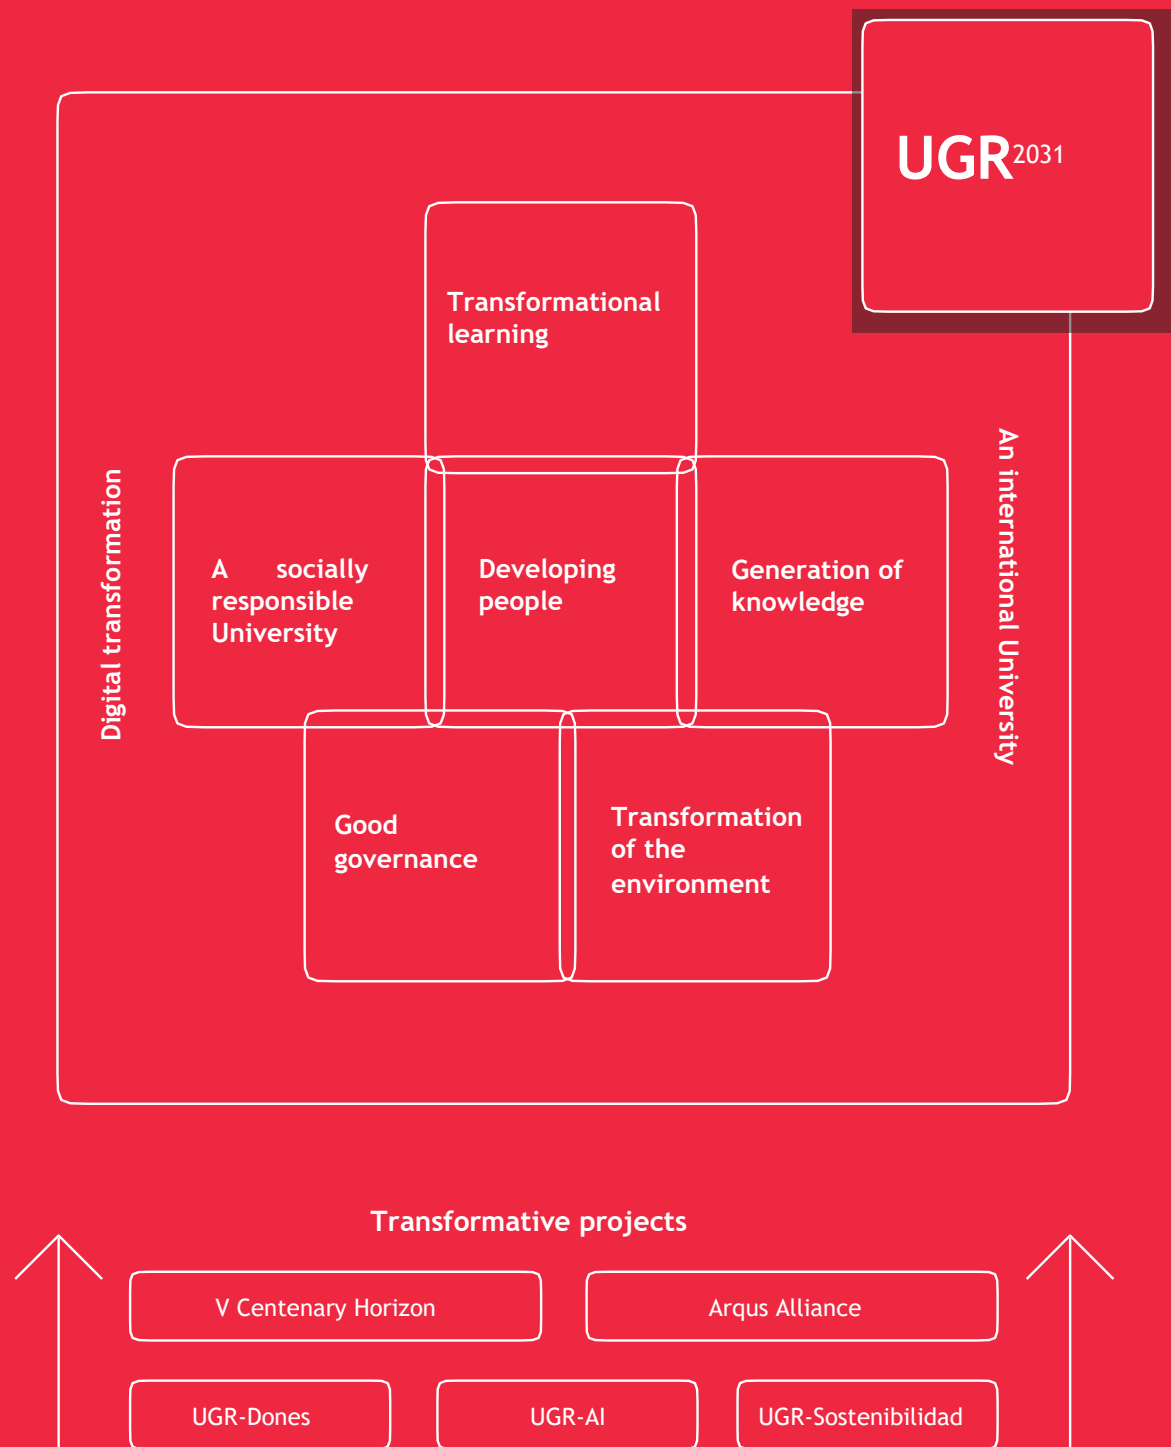 UGR2031
Transformational
learning
Digital transformation
A socially
responsible
University
Developing
people
Generation of
knowledge
An international University
Good
governance
Transformation
of the
environment
Transformative projects
V Centenary Horizon
Arqus Alliance
UGR-Dones
UGR-AI
UGR-Sostenibilidad